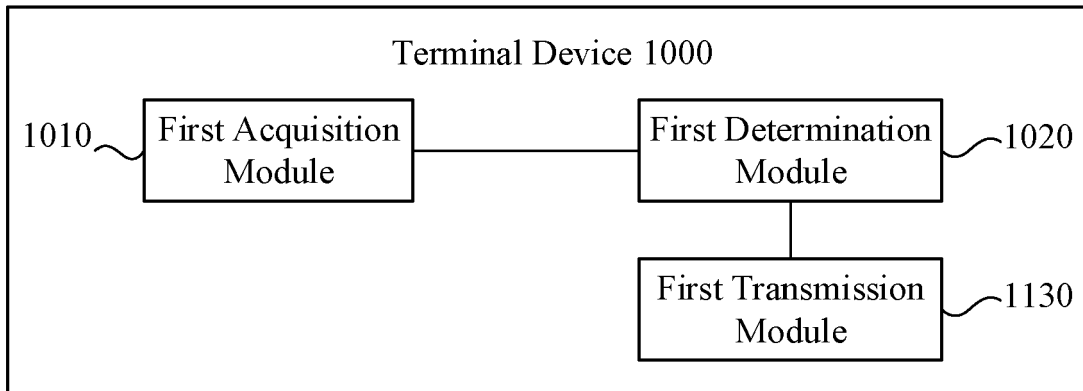 Terminal Device 1000
1010
First Acquisition
Module
First Determination
Module
1020
First Transmission
Module
1130